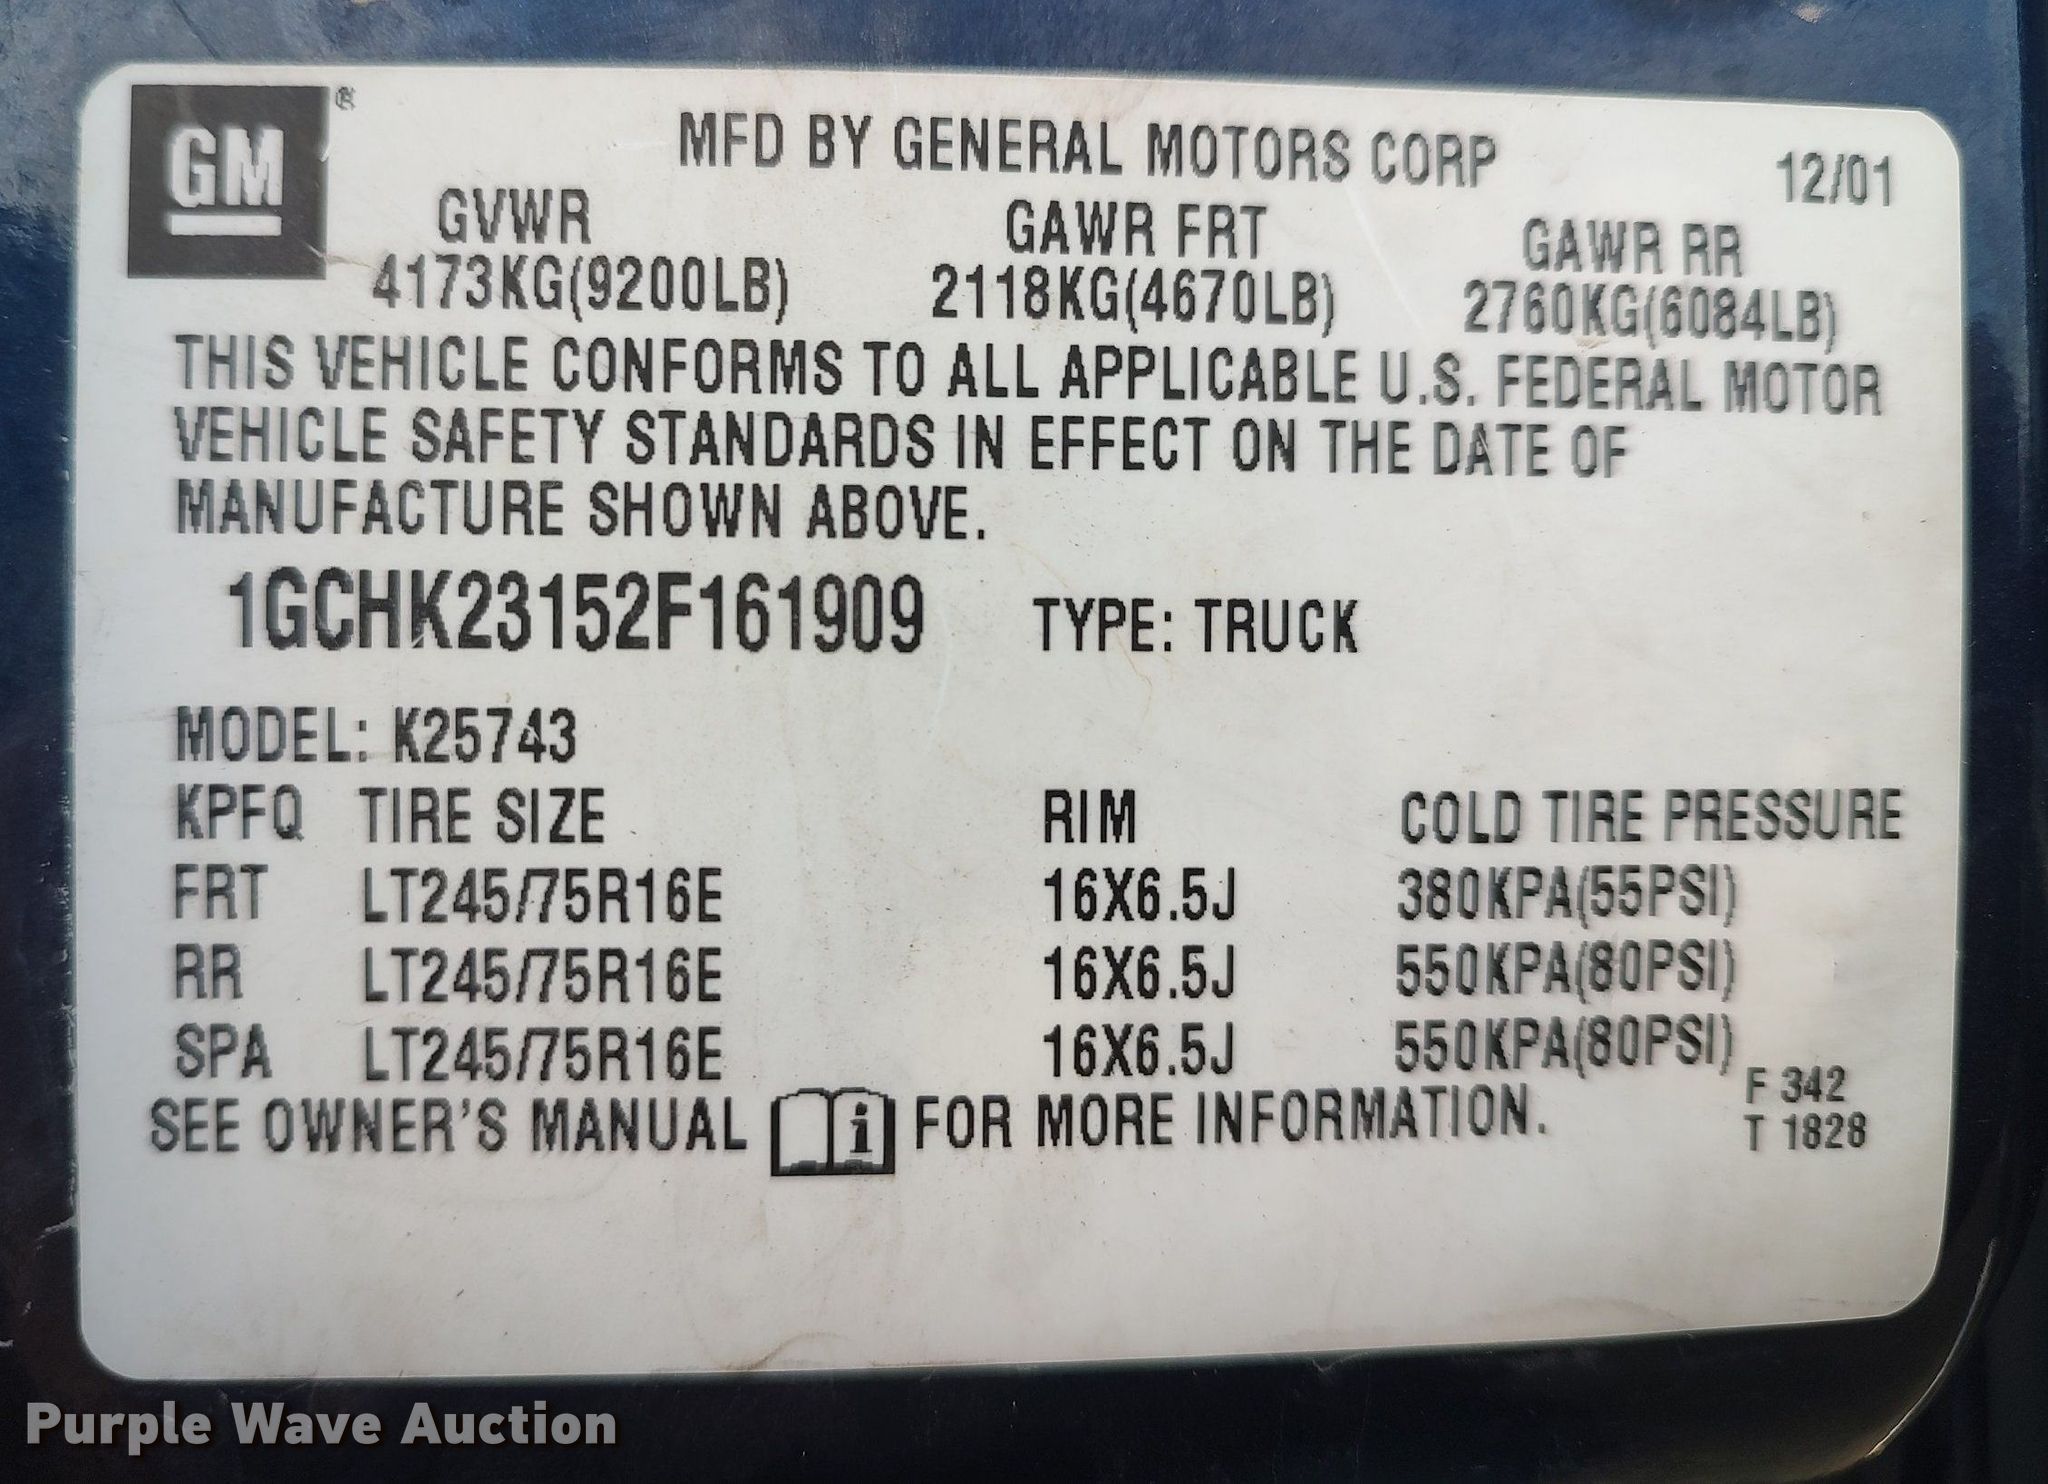 GM ®
MFD BY GENERAL MOTORS CORP
12/01
GVWR GAWR FRT GAWR RR
4173KG(9200LB) 2118KG(4670LB) 2760KG(6084LB)
THIS VEHICLE CONFORMS TO ALL APPLICABLE U.S. FEDERAL MOTOR
VEHICLE SAFETY STANDARDS IN EFFECT ON THE DATE OF
MANUFACTURE SHOWN ABOVE.
1GCHK23152F161909 TYPE: TRUCK
MODEL: K25743
KPFQ TIRE SIZE RIM COLD TIRE PRESSURE
FRT LT245/75R16E 16X6.5J 380KPA(55PSI)
RR LT245/75R16E 16X6.5J 550KPA(80PSI)
SPA LT245/75R16E 16X6.5J 550KPA(80PSI)
SEE OWNER'S MANUAL i FOR MORE INFORMATION.
F 342
T 1828
Purple Wave Auction